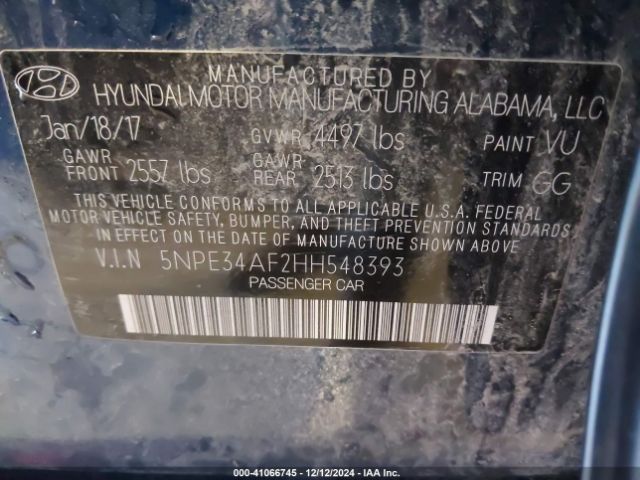 MANUFACTURED BY
HYUNDAI MOTOR MANUFACTURING ALABAMA, LLC
Jan/18/17 GVWR 4497 lbs PAINT VU
GAWR FRONT 2557 lbs GAWR REAR 2513 lbs TRIM GG
THIS VEHICLE CONFORMS TO ALL APPLICABLE U.S.A. FEDERAL
MOTOR VEHICLE SAFETY, BUMPER, AND THEFT PREVENTION STANDARDS
IN EFFECT ON THE DATE OF MANUFACTURE SHOWN ABOVE.
V.I.N 5NPE34AF2HH548393
PASSENGER CAR
000-41066745 - 12/12/2024 - IAA Inc.